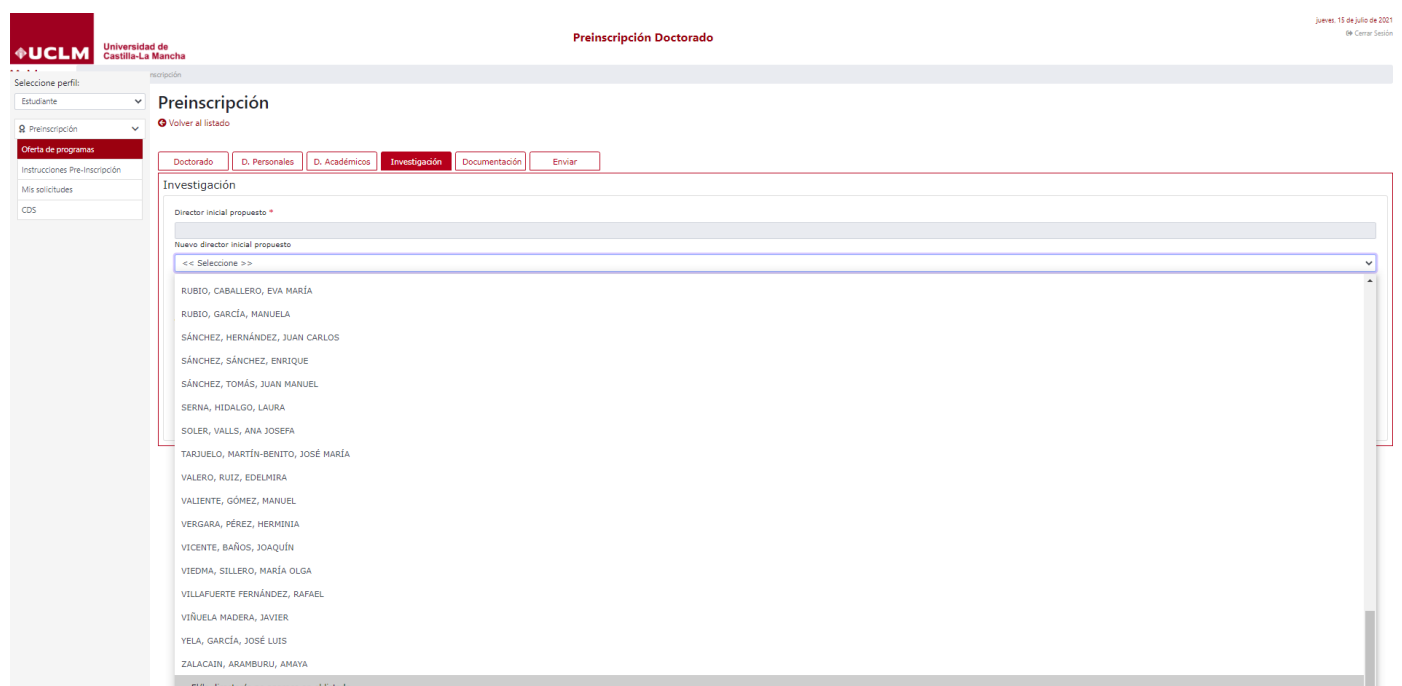 jueves, 15 de julio de 2021
Cerrar Sesión
UCLM
Universidad de
Castilla-La Mancha
Preinscripción Doctorado
Seleccione perfil:
Estudiante
Preinscripción
Oferta de programas
Instrucciones Pre-Inscripción
Mis solicitudes
CDS
Preinscripción
Volver al listado
Doctorado D. Personales D. Académicos Investigación Documentación Enviar
Investigación
Director inicial propuesto *
Nuevo director inicial propuesto
<< Seleccione >>
RUBIO, CABALLERO, EVA MARÍA
RUBIO, GARCÍA, MANUELA
SÁNCHEZ, HERNÁNDEZ, JUAN CARLOS
SÁNCHEZ, SÁNCHEZ, ENRIQUE
SÁNCHEZ, TOMÁS, JUAN MANUEL
SERNA, HIDALGO, LAURA
SOLER, VALLS, ANA JOSEFA
TARJUELO, MARTÍN-BENITO, JOSÉ MARÍA
VALERO, RUIZ, EDELMIRA
VALIENTE, GÓMEZ, MANUEL
VERGARA, PÉREZ, HERMINIA
VICENTE, BAÑOS, JOAQUÍN
VIEDMA, SILLERO, MARÍA OLGA
VILLAFUERTE FERNÁNDEZ, RAFAEL
VIÑUELA MADERA, JAVIER
YELA, GARCÍA, JOSÉ LUIS
ZALACAIN, ARAMBURU, AMAYA